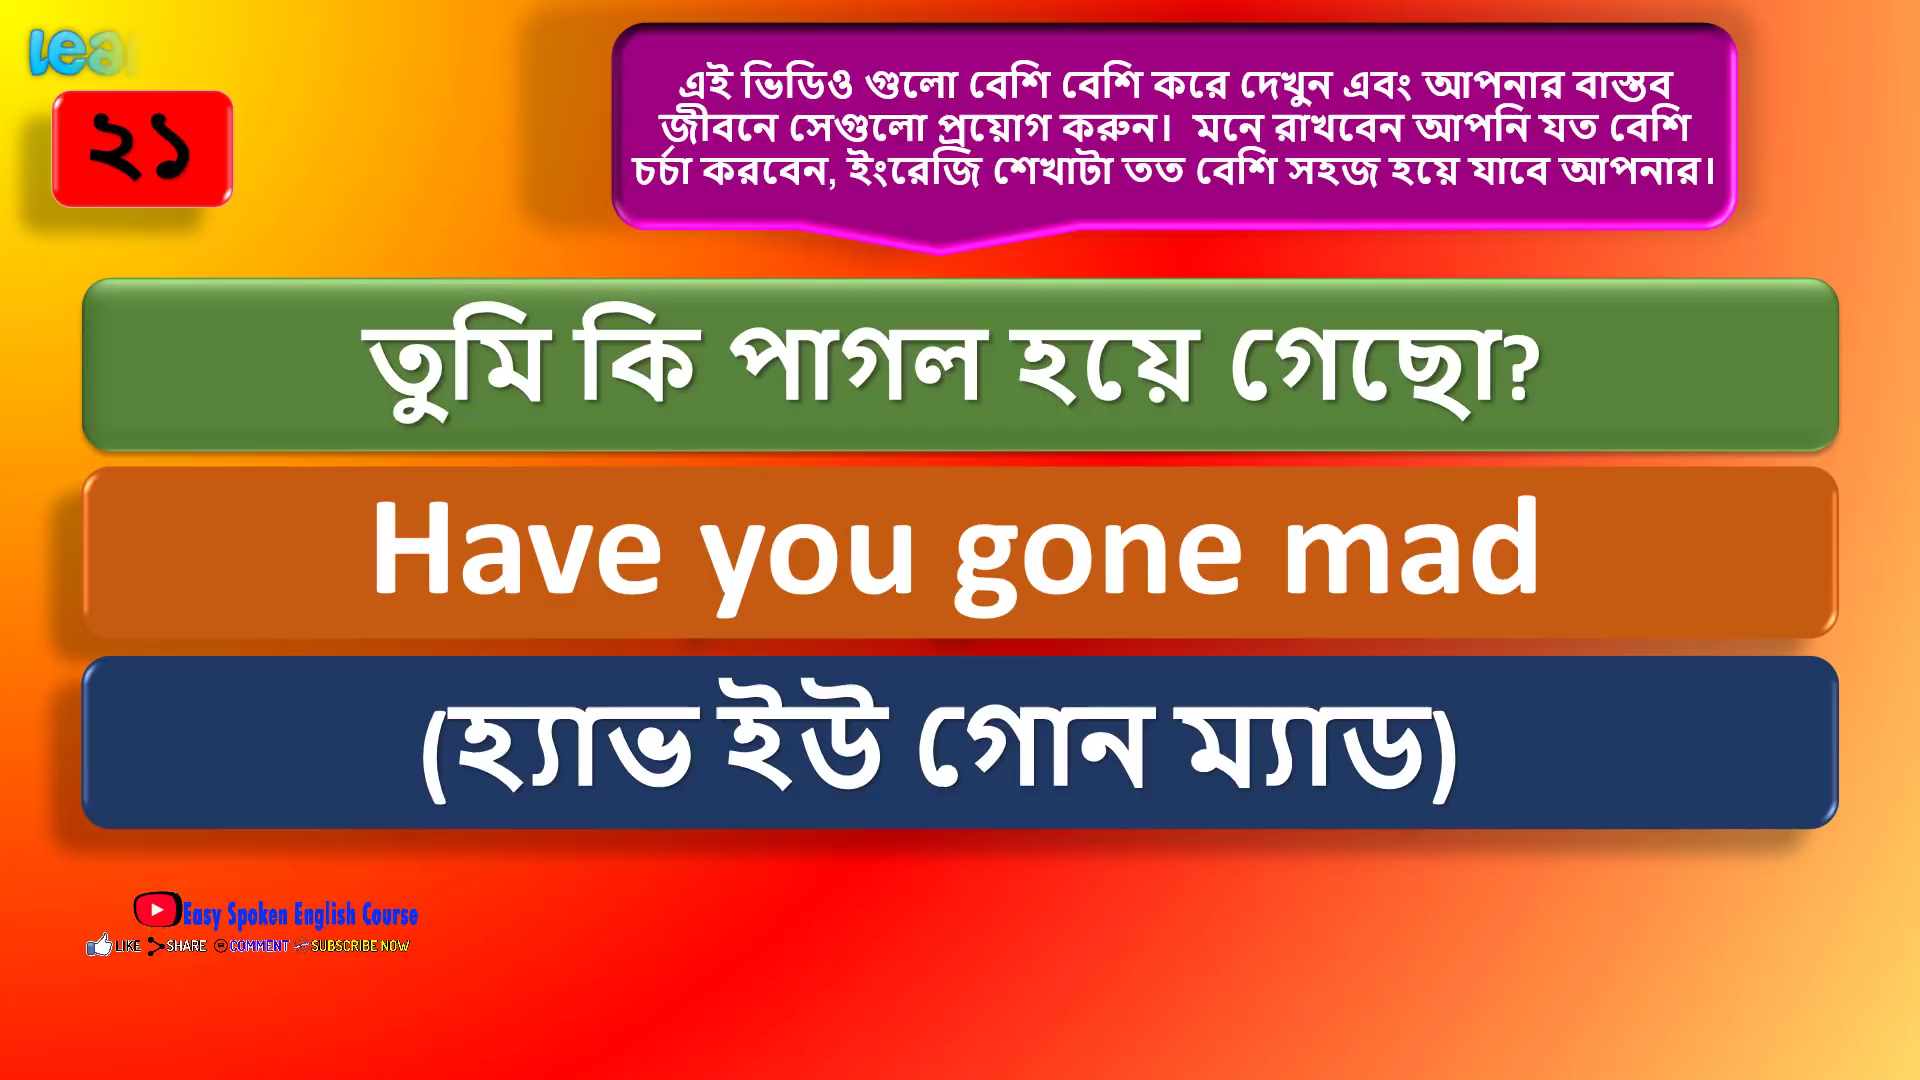 এই ভিডিও গুলো বেশি বেশি করে দেখুন এবং আপনার বাস্তব
জীবনে সেগুলো প্রয়োগ করুন। মনে রাখবেন আপনি যত বেশি
চর্চা করবেন, ইংরেজি শেখাটা তত বেশি সহজ হয়ে যাবে আপনার।
২১
তুমি কি পাগল হয়ে গেছো?
Have you gone mad
(হ্যাভ ইউ গোন ম্যাড)
Easy Spoken English Course
LIKE SHARE COMMENT SUBSCRIBE NOW